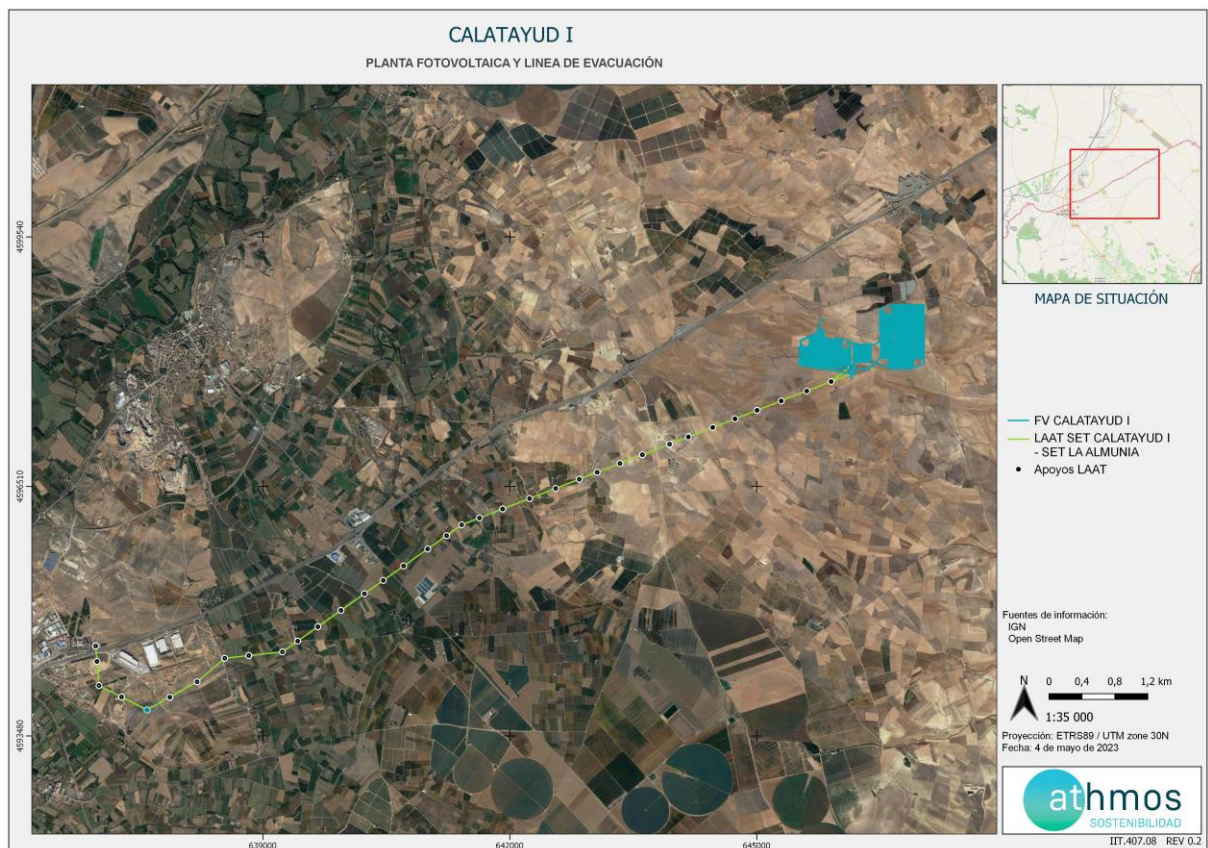 CALATAYUD I
PLANTA FOTOVOLTAICA Y LINEA DE EVACUACIÓN
4599540
4596510
4593480
639000
642000
645000
MAPA DE SITUACIÓN
FV CALATAYUD I
LAAT SET CALATAYUD I
- SET LA ALMUNIA
Apoyos LAAT
Fuentes de información:
IGN
Open Street Map
N
0 0,4 0,8 1,2 km
1:35 000
Proyección: ETRS89 / UTM zone 30N
Fecha: 4 de mayo de 2023
athmos
SOSTENIBILIDAD
IIT.407.08 REV 0.2